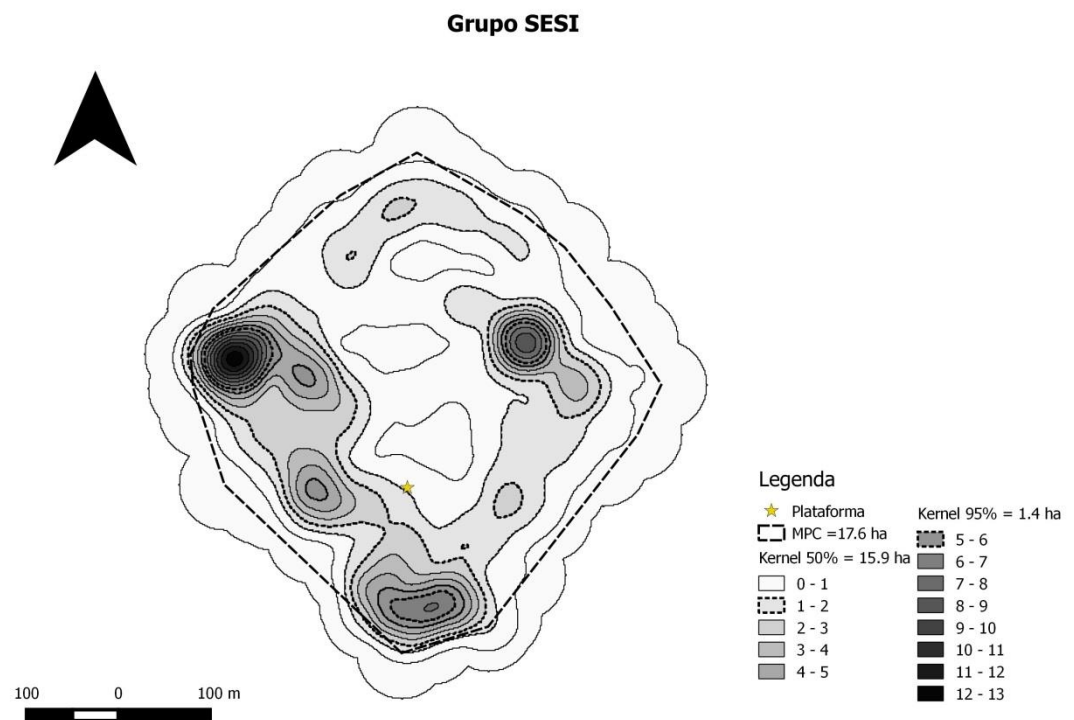 Grupo SESI
Legenda
Plataforma
MPC =17.6 ha
Kernel 50% = 15.9 ha
0 - 1
1 - 2
2 - 3
3 - 4
4 - 5
Kernel 95% = 1.4 ha
5 - 6
6 - 7
7 - 8
8 - 9
9 - 10
10 - 11
11 - 12
12 - 13
100 0 100 m